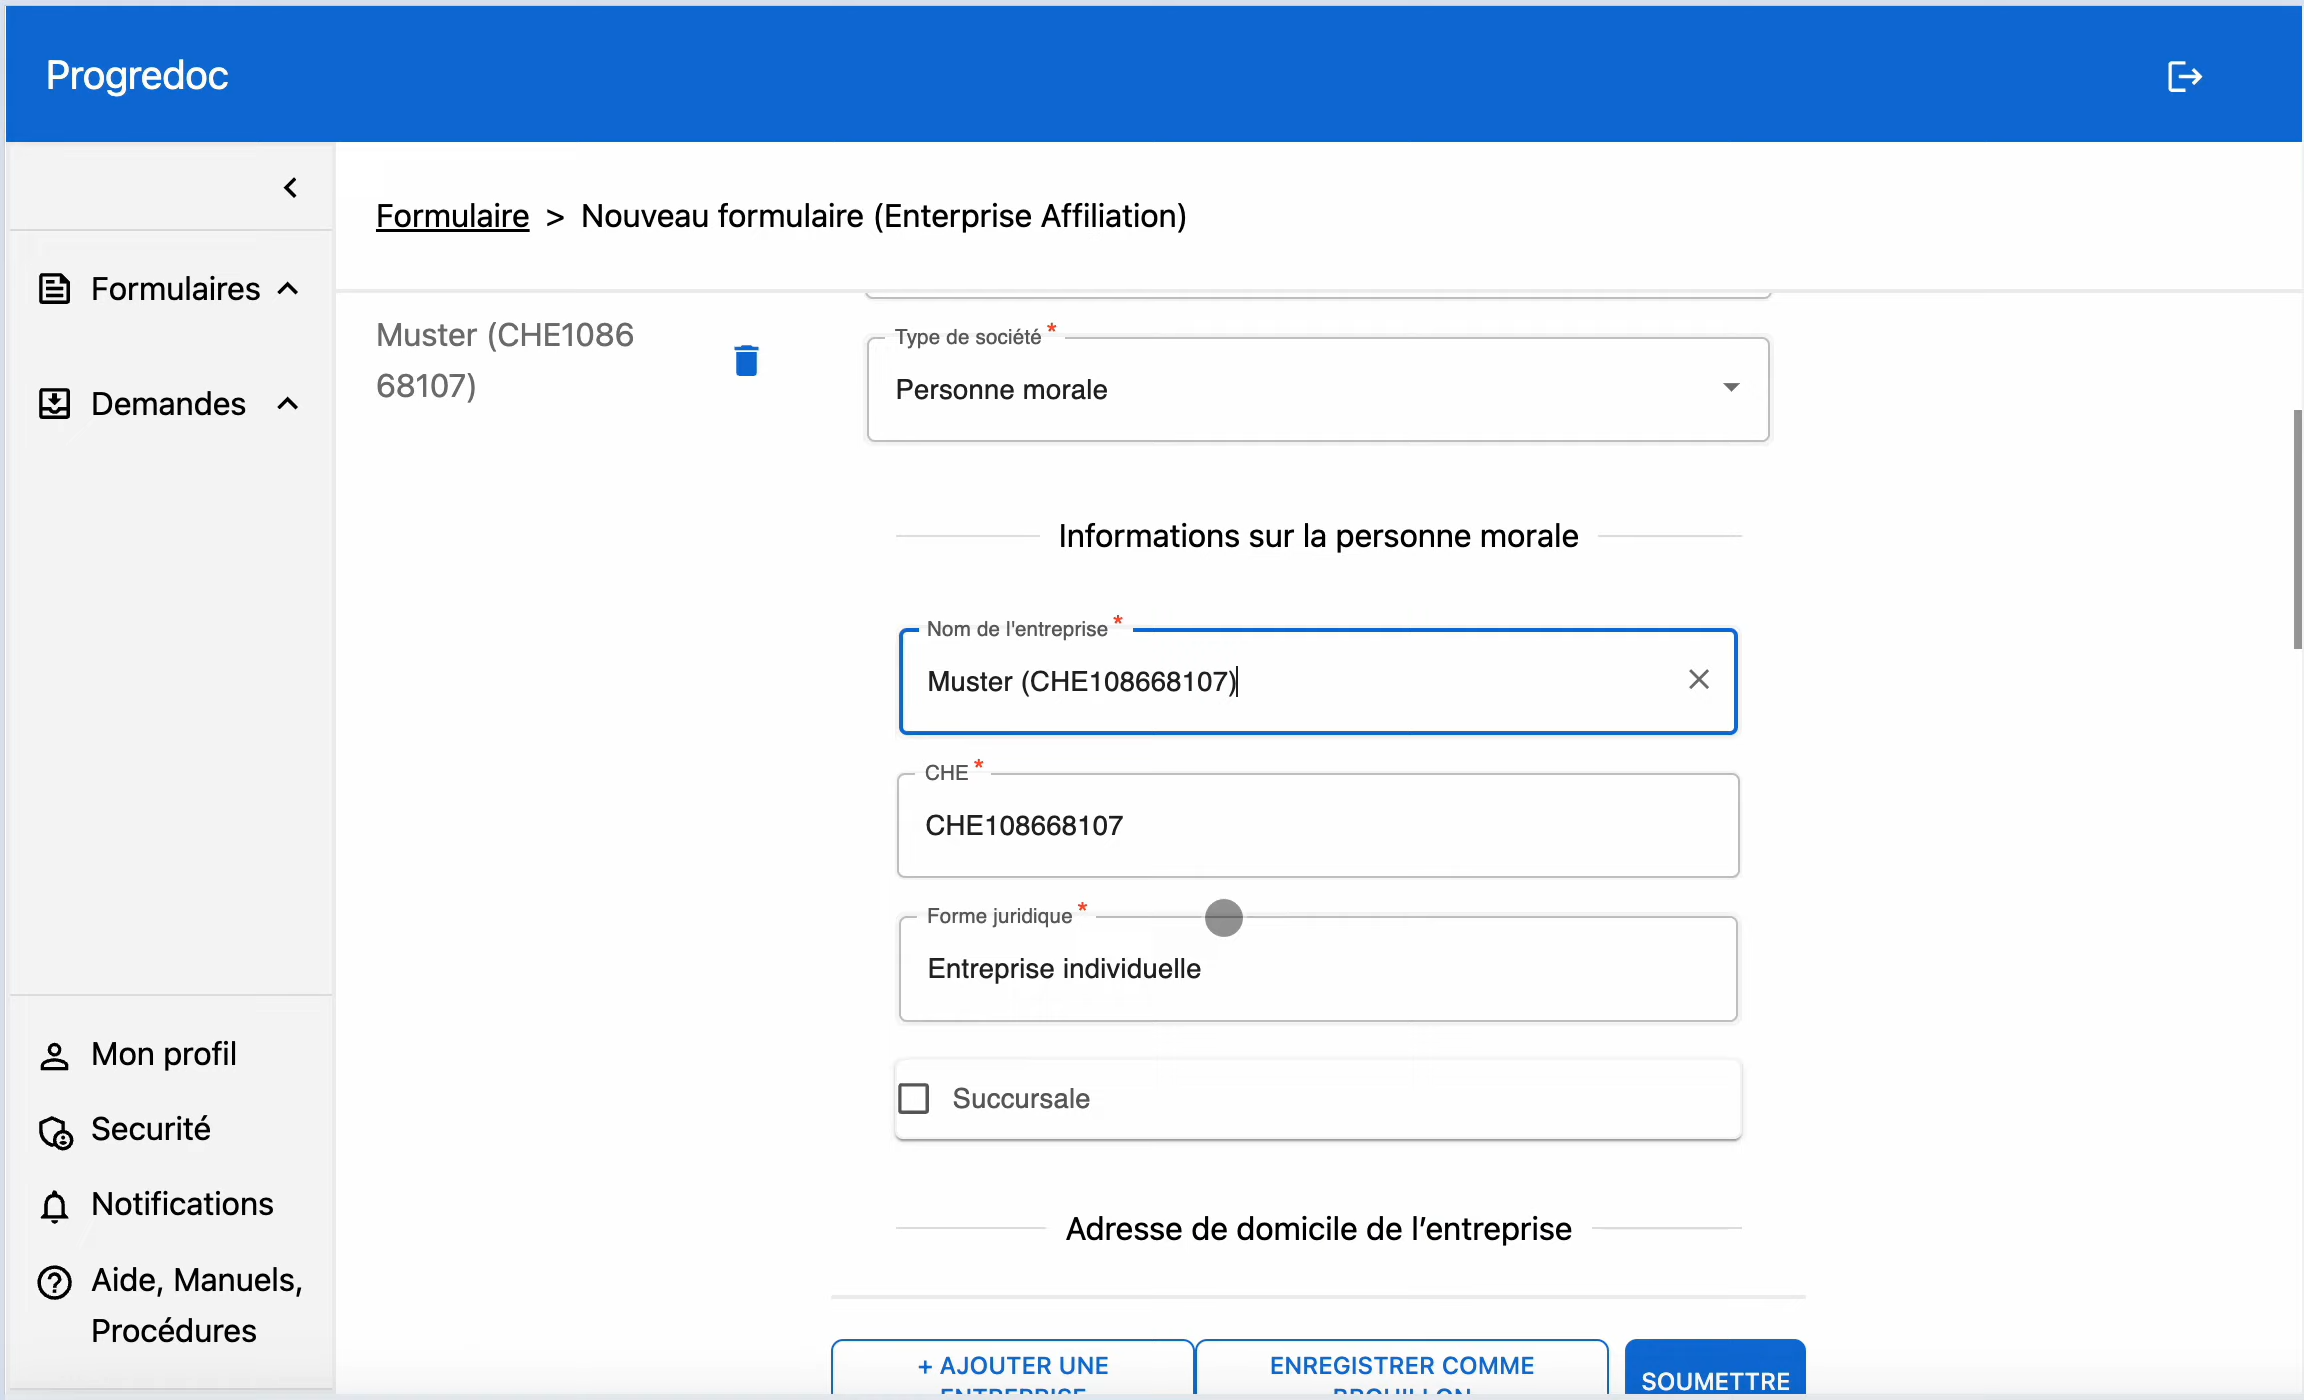 Progredoc
Formulaire > Nouveau formulaire (Enterprise Affiliation)
Formulaires
Demandes
Mon profil
Securité
Notifications
Aide, Manuels,
Procédures
Muster (CHE1086
68107)
Type de société *
Personne morale
Informations sur la personne morale
Nom de l'entreprise *
Muster (CHE108668107)
CHE *
CHE108668107
Forme juridique *
Entreprise individuelle
Succursale
Adresse de domicile de l’entreprise
+ AJOUTER UNE
ENTREPRISE
ENREGISTRER COMME
BROUILLON
SOUMETTRE